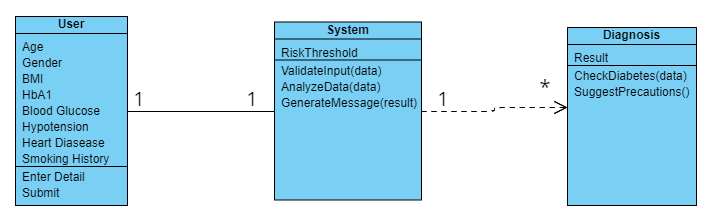 User
Age
Gender
BMI
HbA1
Blood Glucose
Hypotension
Heart Diasease
Smoking History
Enter Detail
Submit
1
1
System
RiskThreshold
ValidateInput(data)
AnalyzeData(data)
GenerateMessage(result)
1
*
Diagnosis
Result
CheckDiabetes(data)
SuggestPrecautions()